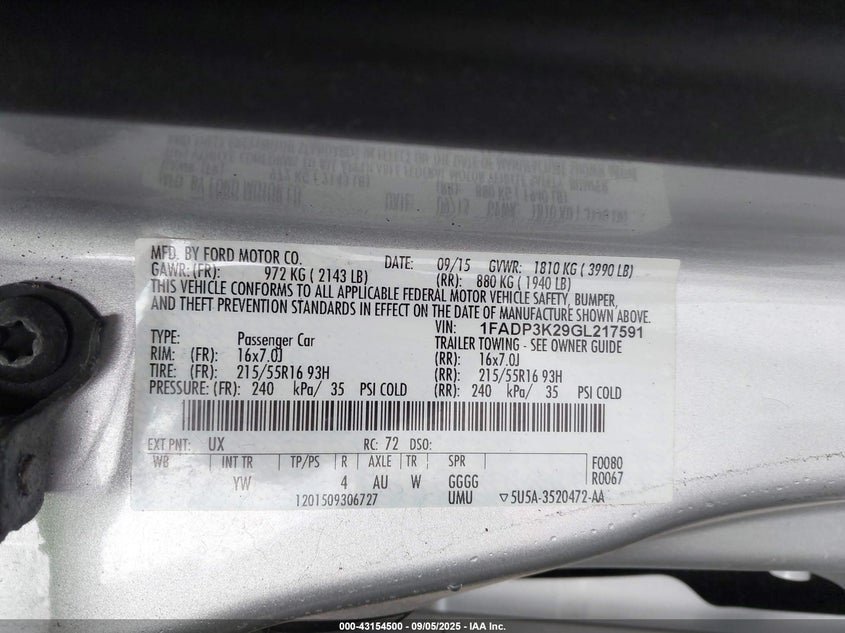 MFD. BY FORD MOTOR CO. DATE: 09/15 GVWR: 1810 KG ( 3990 LB)
GAWR: (FR): 972 KG ( 2143 LB) (RR): 880 KG ( 1940 LB)
THIS VEHICLE CONFORMS TO ALL APPLICABLE FEDERAL MOTOR VEHICLE SAFETY, BUMPER,
AND THEFT PREVENTION STANDARDS IN EFFECT ON THE DATE OF MANUFACTURE SHOWN ABOVE.
VIN: 1FADP3K29GL217591
TYPE: Passenger Car TRAILER TOWING - SEE OWNER GUIDE
RIM: (FR): 16x7.0J (RR): 16x7.0J
TIRE: (FR): 215/55R16 93H (RR): 215/55R16 93H
PRESSURE: (FR): 240 kPa/ 35 PSI COLD (RR): 240 kPa/ 35 PSI COLD
EXT PNT: UX RC: 72 DSO:
WB INT TR TP/PS R AXLE TR SPR F0080
YW 4 AU W GGGG R0067
1201509306727 UMU ▽5U5A-3520472-AA
000-43154500 - 09/05/2025 - IAA Inc.